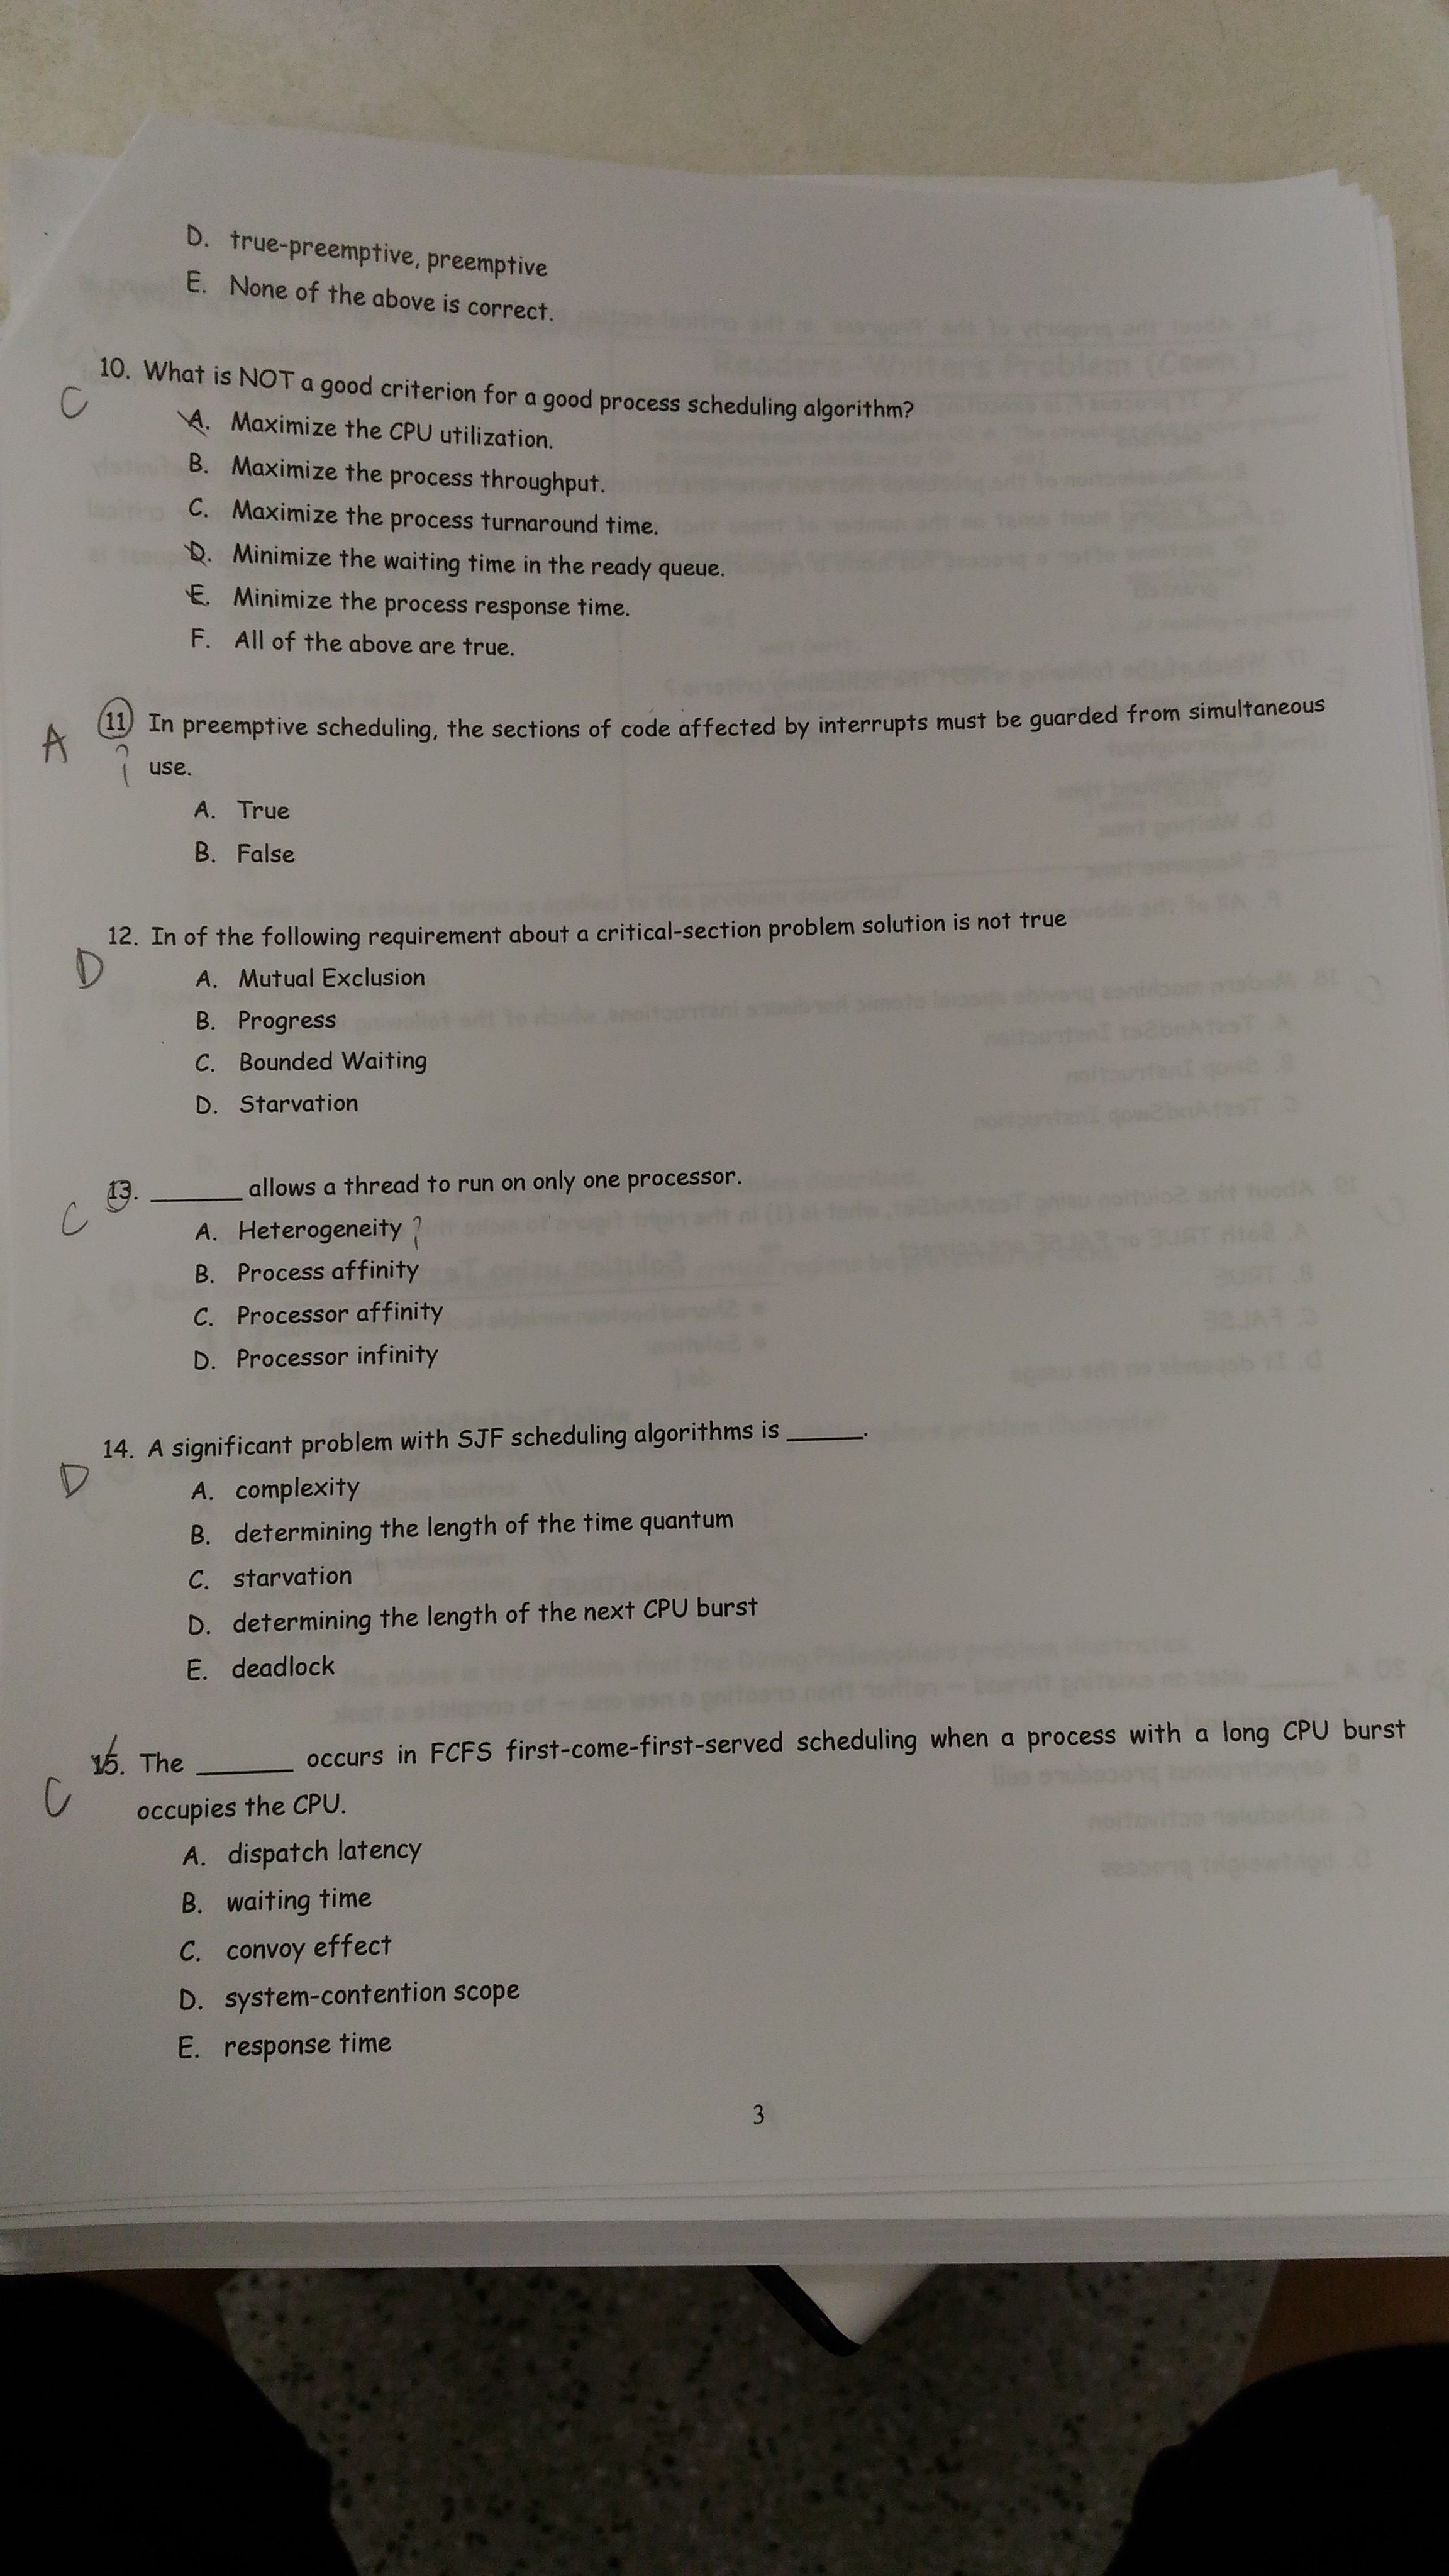 D. true-preemptive, preemptive
E. None of the above is correct.
C
10. What is NOT a good criterion for a good process scheduling algorithm?
A. Maximize the CPU utilization.
B. Maximize the process throughput.
C. Maximize the process turnaround time.
D. Minimize the waiting time in the ready queue.
E. Minimize the process response time.
F. All of the above are true.
A
11 In preemptive scheduling, the sections of code affected by interrupts must be guarded from simultaneous
? use.
A. True
B. False
12. In of the following requirement about a critical-section problem solution is not true
D
A. Mutual Exclusion
B. Progress
C. Bounded Waiting
D. Starvation
C
13. ______ allows a thread to run on only one processor.
A. Heterogeneity ?
B. Process affinity
C. Processor affinity
D. Processor infinity
14. A significant problem with SJF scheduling algorithms is _____.
D
A. complexity
B. determining the length of the time quantum
C. starvation
D. determining the length of the next CPU burst
E. deadlock
15. The ______ occurs in FCFS first-come-first-served scheduling when a process with a long CPU burst
C
occupies the CPU.
A. dispatch latency
B. waiting time
C. convoy effect
D. system-contention scope
E. response time
3